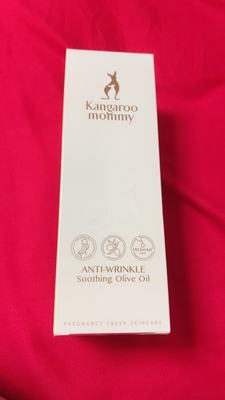 Kangaroo
mommy
ANTI-WRINKLE
Soothing Olive Oil
PREGNANCY FRESH SKINCARE